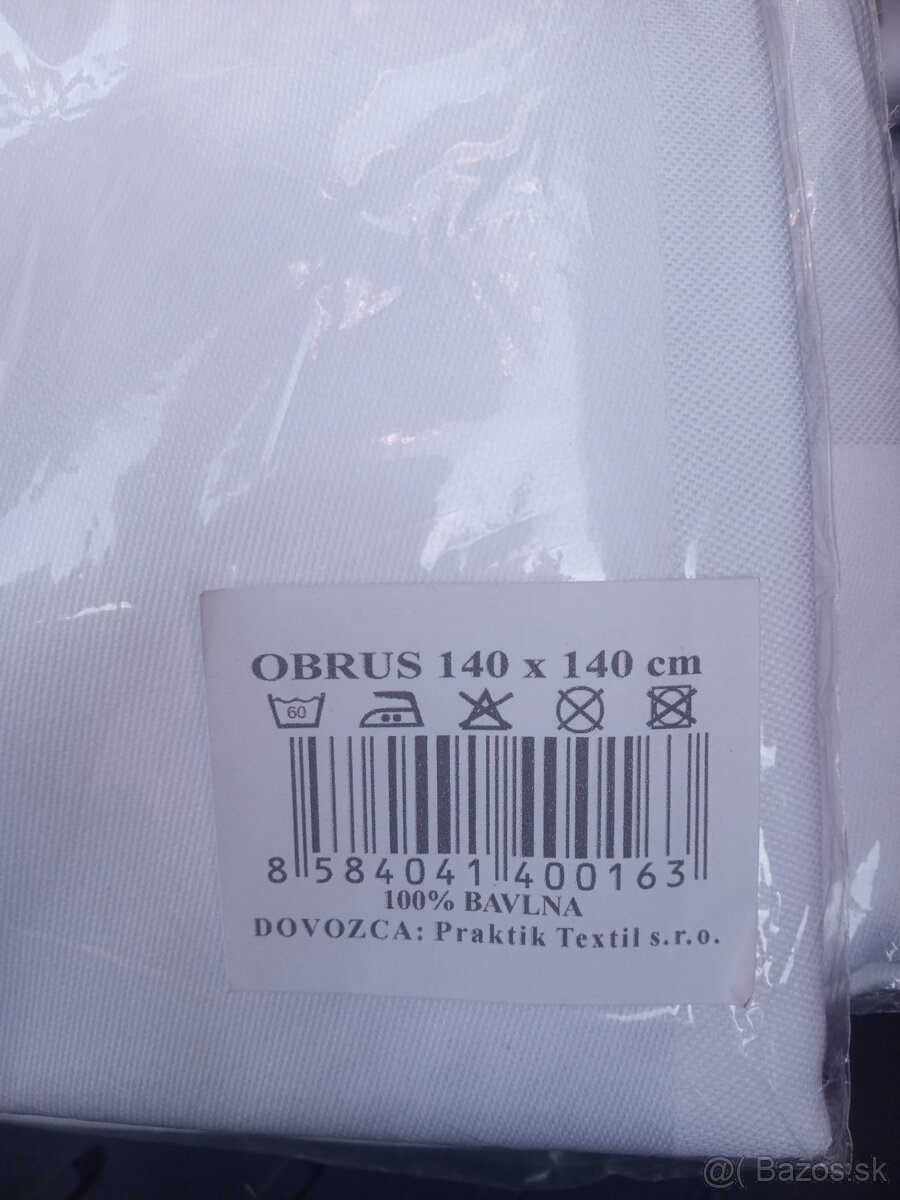 OBRUS 140 x 140 cm
60
8 584041 400163
100% BAVLNA
DOVOZCA: Praktik Textil s.r.o.
@( Bazos.sk